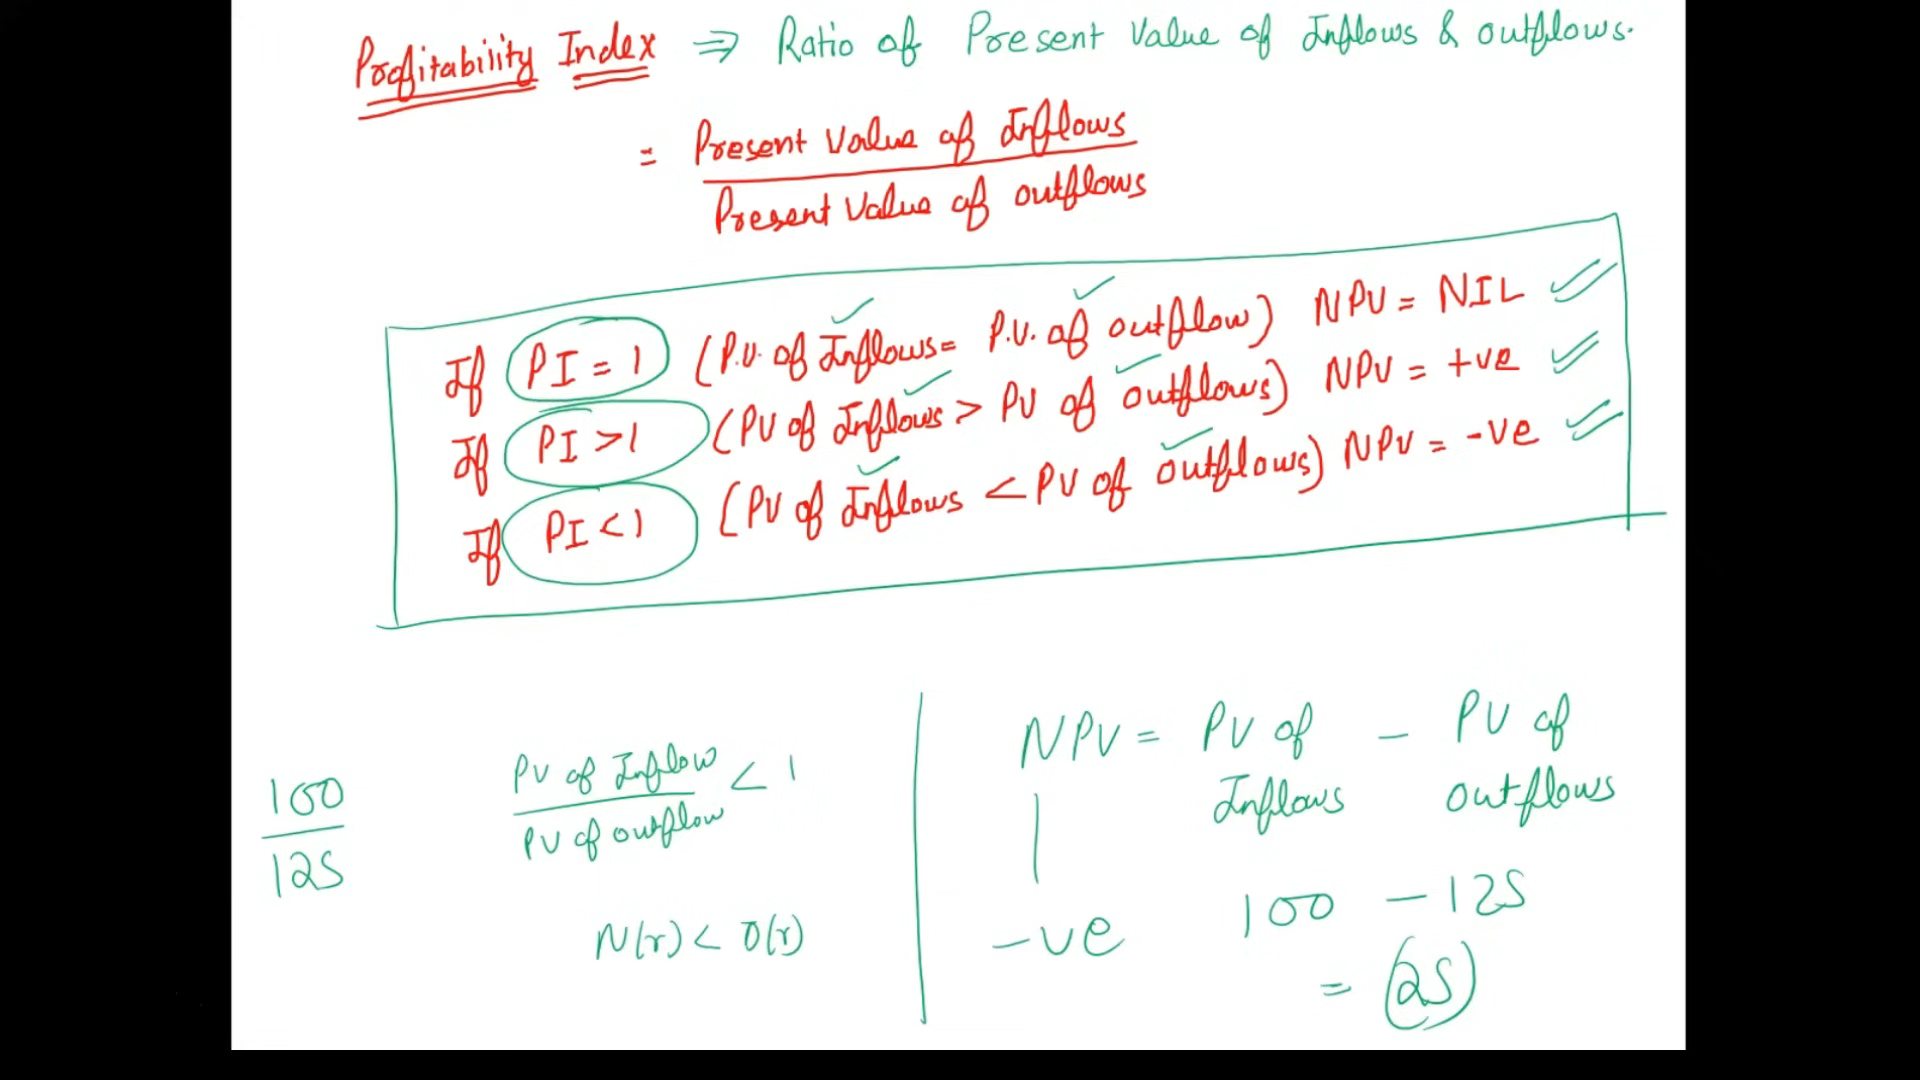 Profitability Index ⇒ Ratio of Present Value of Inflows & outflows.
= Present Value of Inflows
Present Value of outflows
If PI = 1 (P.V. of Inflows = P.V. of outflow) NPV = NIL
If PI > 1 (PV of Inflows > PV of outflows) NPV = +ve
If PI < 1 (PV of Inflows < PV of outflows) NPV = -ve
100
125
PV of Inflow < 1
PV of outflow
N(r) < D(r)
NPV = PV of Inflows - PV of outflows
-ve
100 - 125
= (25)